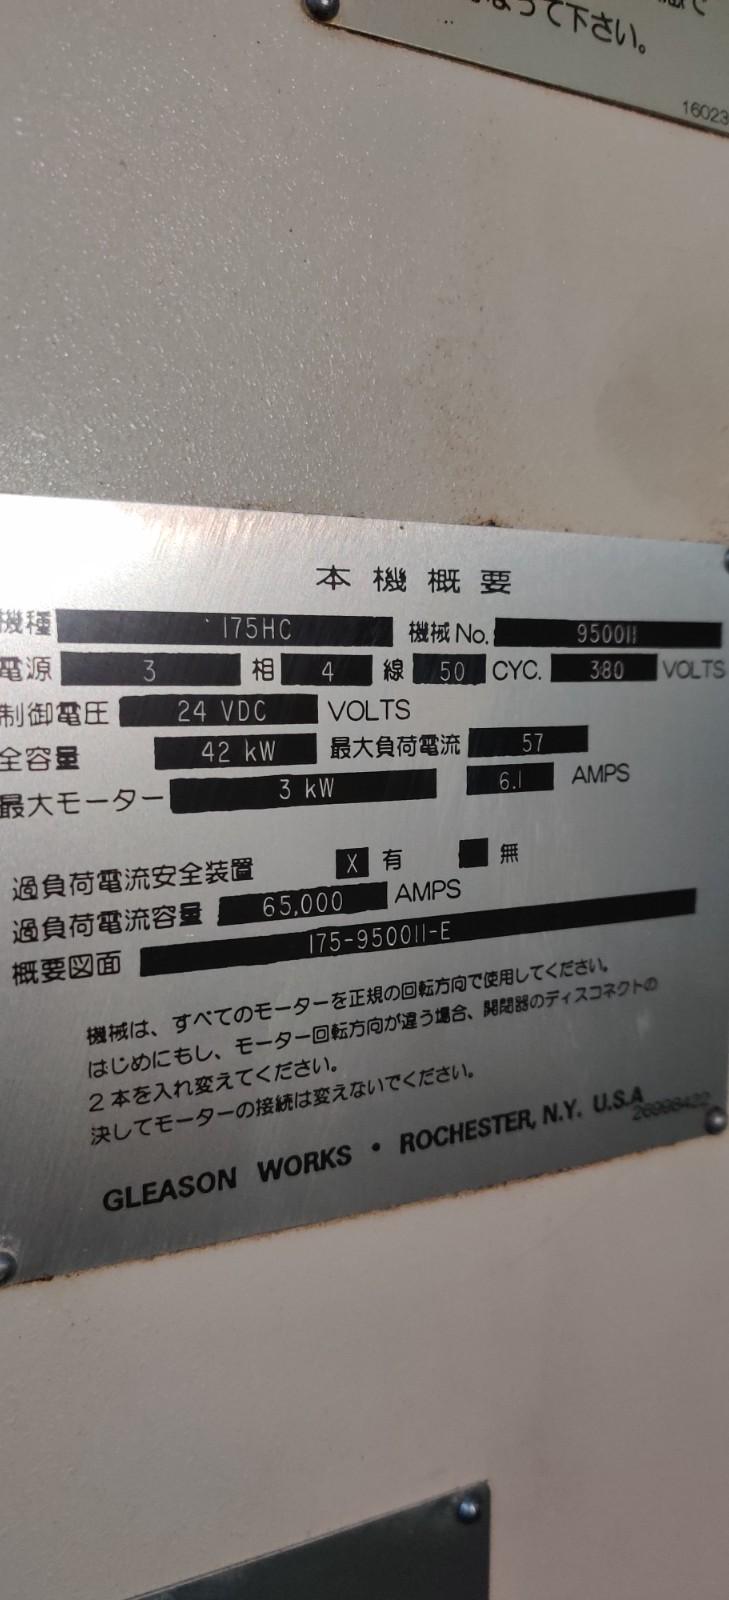 なって下さい。
16023
本機概要
機種 175HC 機械No. 950011
電源 3 相 4 線 50 CYC. 380 VOLTS
制御電圧 24 VDC VOLTS
全容量 42 kW 最大負荷電流 57
最大モーター 3 kW 6.1 AMPS
過負荷電流安全装置 X 有 無
過負荷電流容量 65,000 AMPS
概要図面 175-950011-E
機械は、すべてのモーターを正規の回転方向で使用してください。
はじめにもし、モーター回転方向が違う場合、開閉器のディスコネクトの
2本を入れ変えてください。
決してモーターの接続は変えないでください。
GLEASON WORKS • ROCHESTER, N.Y. U.S.A